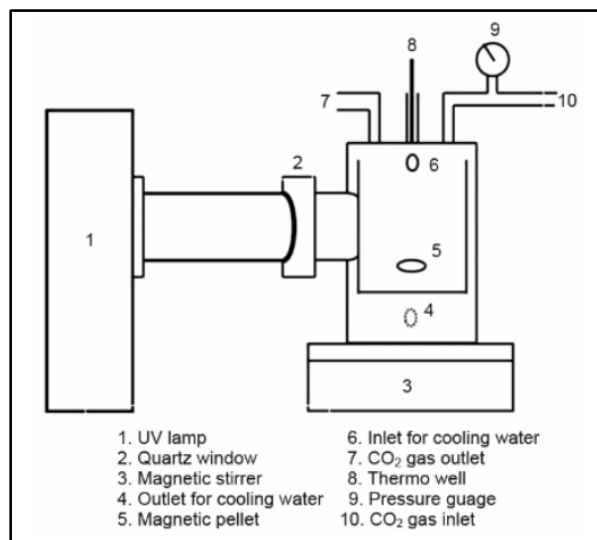 9
8
7
10
2
6
1
5
4
3
1. UV lamp
2. Quartz window
3. Magnetic stirrer
4. Outlet for cooling water
5. Magnetic pellet
6. Inlet for cooling water
7. CO₂ gas outlet
8. Thermo well
9. Pressure guage
10. CO₂ gas inlet